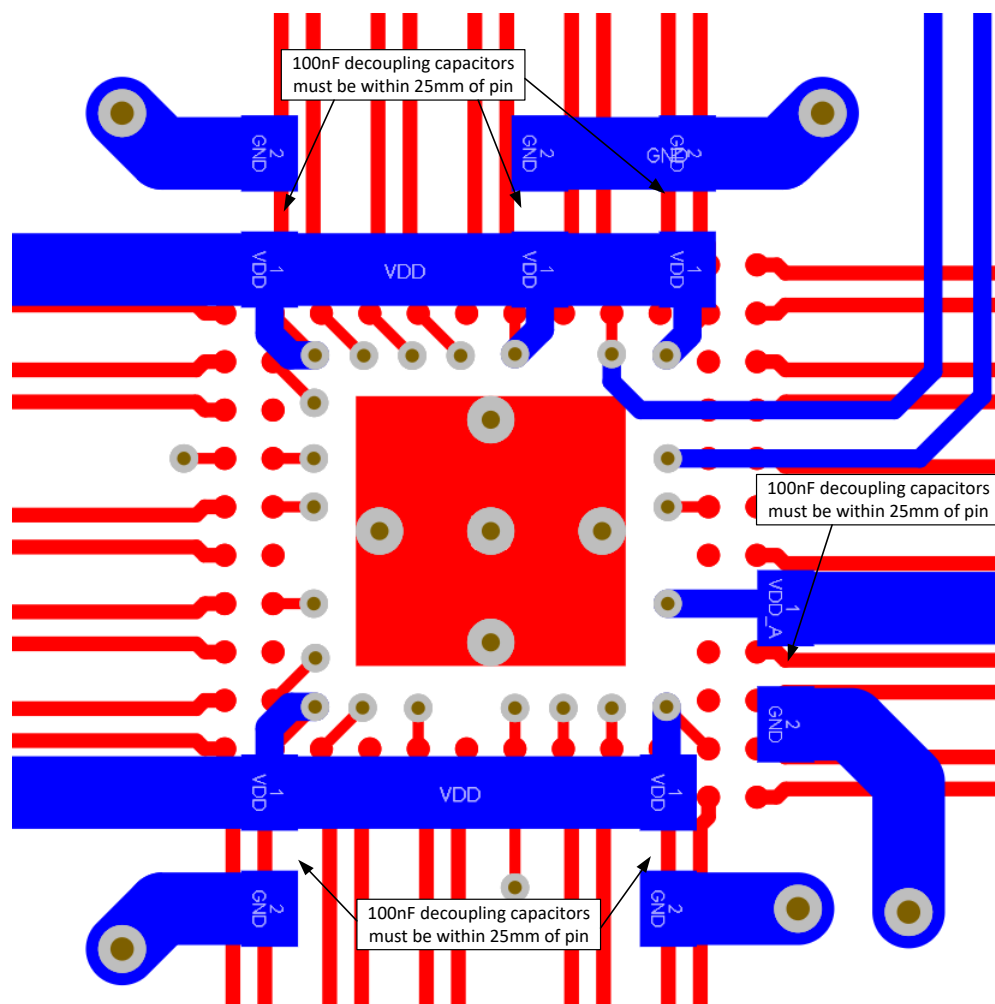 100nF decoupling capacitors
must be within 25mm of pin
2
GND
2
GND
GND
2
GND
1
VDD
VDD
1
VDD
1
VDD
100nF decoupling capacitors
must be within 25mm of pin
1
VDD_A
2
GND
1
VDD
VDD
1
VDD
2
GND
100nF decoupling capacitors
must be within 25mm of pin
2
GND